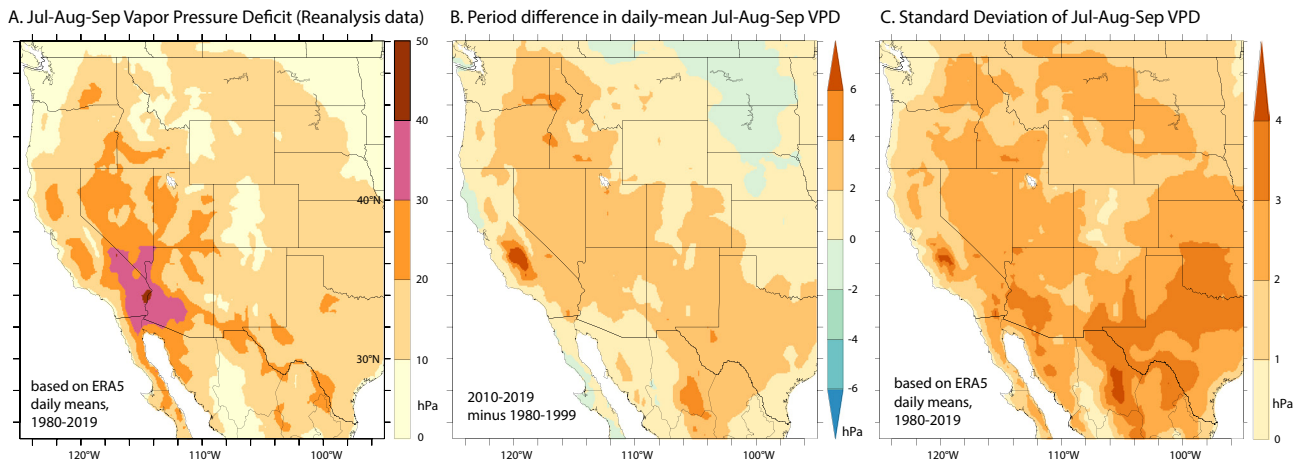 A. Jul-Aug-Sep Vapor Pressure Deficit (Reanalysis data)
50
40
30
20
10
0
hPa
40°N
30°N
based on ERA5
daily means,
1980-2019
120°W
110°W
100°W
B. Period difference in daily-mean Jul-Aug-Sep VPD
6
4
2
0
-2
-4
-6
hPa
2010-2019
minus 1980-1999
120°W
110°W
100°W
C. Standard Deviation of Jul-Aug-Sep VPD
4
3
2
1
0
hPa
based on ERA5
daily means,
1980-2019
120°W
110°W
100°W